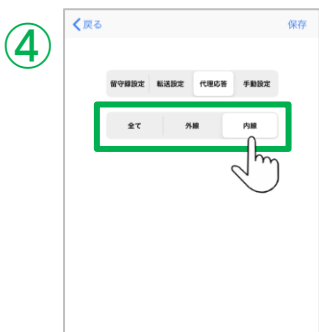 ④
戻る 保存
留守録設定 転送設定 代理応答 手動設定
全て 外線 内線